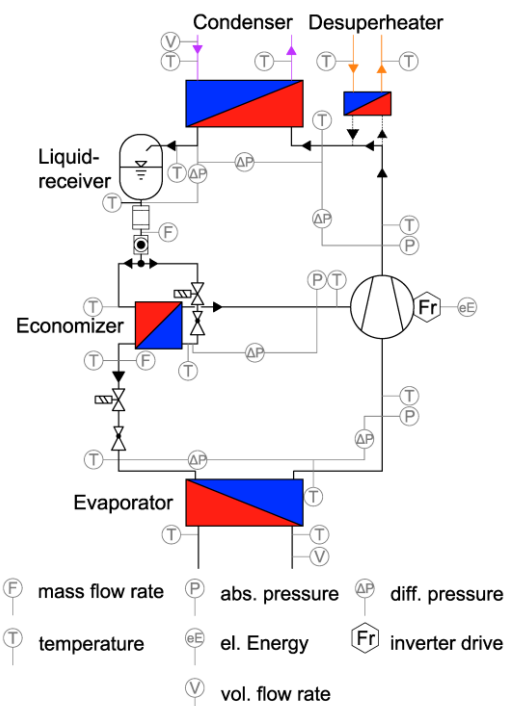 Condenser Desuperheater
V
T T T T
T
Liquid-
receiver
T ΔP ΔP
T
F
ΔP
T
P
T
P T
Fr eE
Economizer
T F T ΔP
T
P
T ΔP ΔP
T
Evaporator
T T
V
F mass flow rate P abs. pressure ΔP diff. pressure
T temperature eE el. Energy Fr inverter drive
V vol. flow rate